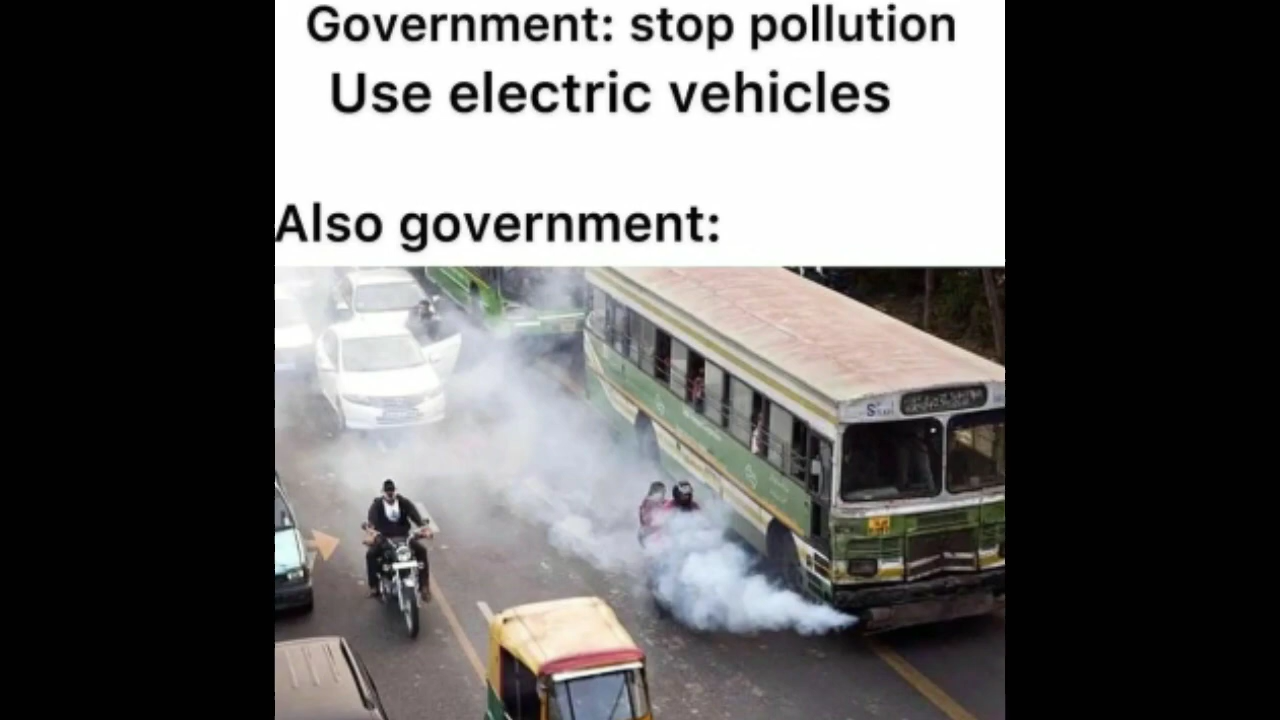 Government: stop pollution
Use electric vehicles
Also government:
S